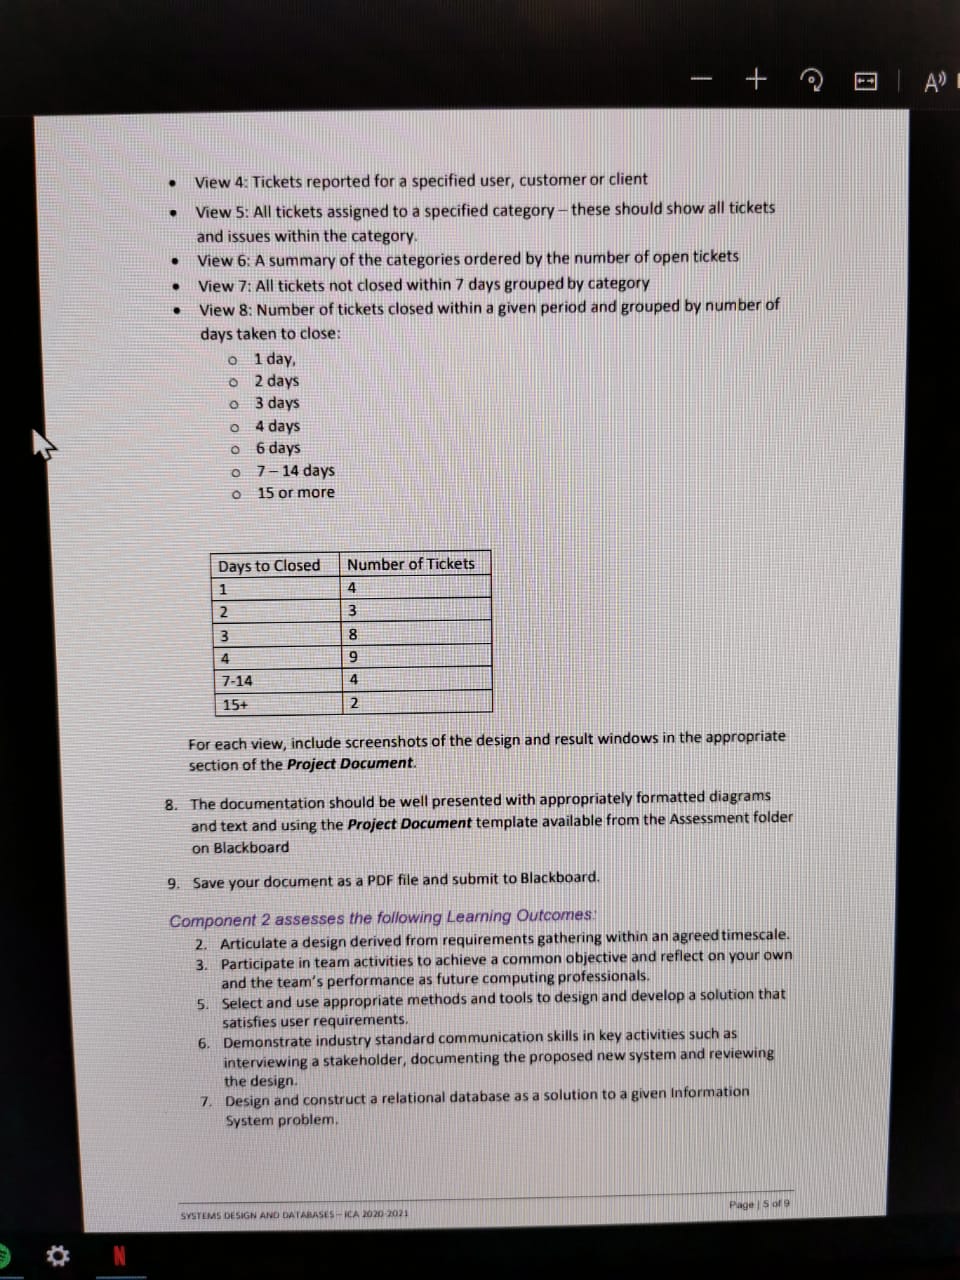 A
• View 4: Tickets reported for a specified user, customer or client
• View 5: All tickets assigned to a specified category – these should show all tickets
and issues within the category.
• View 6: A summary of the categories ordered by the number of open tickets
• View 7: All tickets not closed within 7 days grouped by category
• View 8: Number of tickets closed within a given period and grouped by number of
days taken to close:
o 1 day,
o 2 days
o 3 days
o 4 days
o 6 days
o 7 – 14 days
o 15 or more
Days to Closed Number of Tickets
1 4
2 3
3 8
4 9
7-14 4
15+ 2
For each view, include screenshots of the design and result windows in the appropriate
section of the Project Document.
8. The documentation should be well presented with appropriately formatted diagrams
and text and using the Project Document template available from the Assessment folder
on Blackboard
9. Save your document as a PDF file and submit to Blackboard.
Component 2 assesses the following Learning Outcomes:
2. Articulate a design derived from requirements gathering within an agreed timescale.
3. Participate in team activities to achieve a common objective and reflect on your own
and the team's performance as future computing professionals.
5. Select and use appropriate methods and tools to design and develop a solution that
satisfies user requirements.
6. Demonstrate industry standard communication skills in key activities such as
interviewing a stakeholder, documenting the proposed new system and reviewing
the design.
7. Design and construct a relational database as a solution to a given Information
System problem.
SYSTEMS DESIGN AND DATABASES – ICA 2020-2021
Page | 5 of 9
N